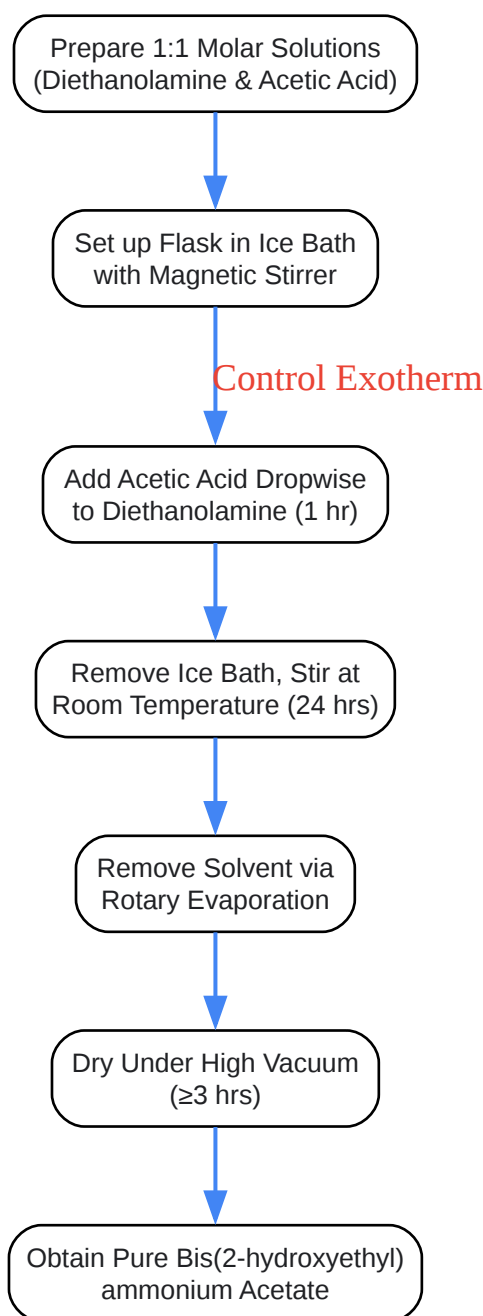 Prepare 1:1 Molar Solutions
(Diethanolamine & Acetic Acid)
Set up Flask in Ice Bath
with Magnetic Stirrer
Control Exotherm
Add Acetic Acid Dropwise
to Diethanolamine (1 hr)
Remove Ice Bath, Stir at
Room Temperature (24 hrs)
Remove Solvent via
Rotary Evaporation
Dry Under High Vacuum
(≥3 hrs)
Obtain Pure Bis(2-hydroxyethyl)
ammonium Acetate